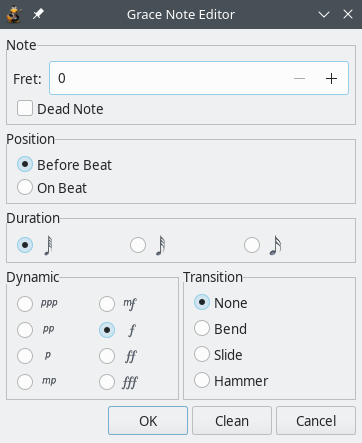 Grace Note Editor
Note
Fret: 0
Dead Note
Position
Before Beat
On Beat
Duration
Dynamic
ppp mf
pp f
p ff
mp fff
Transition
None
Bend
Slide
Hammer
OK Clean Cancel